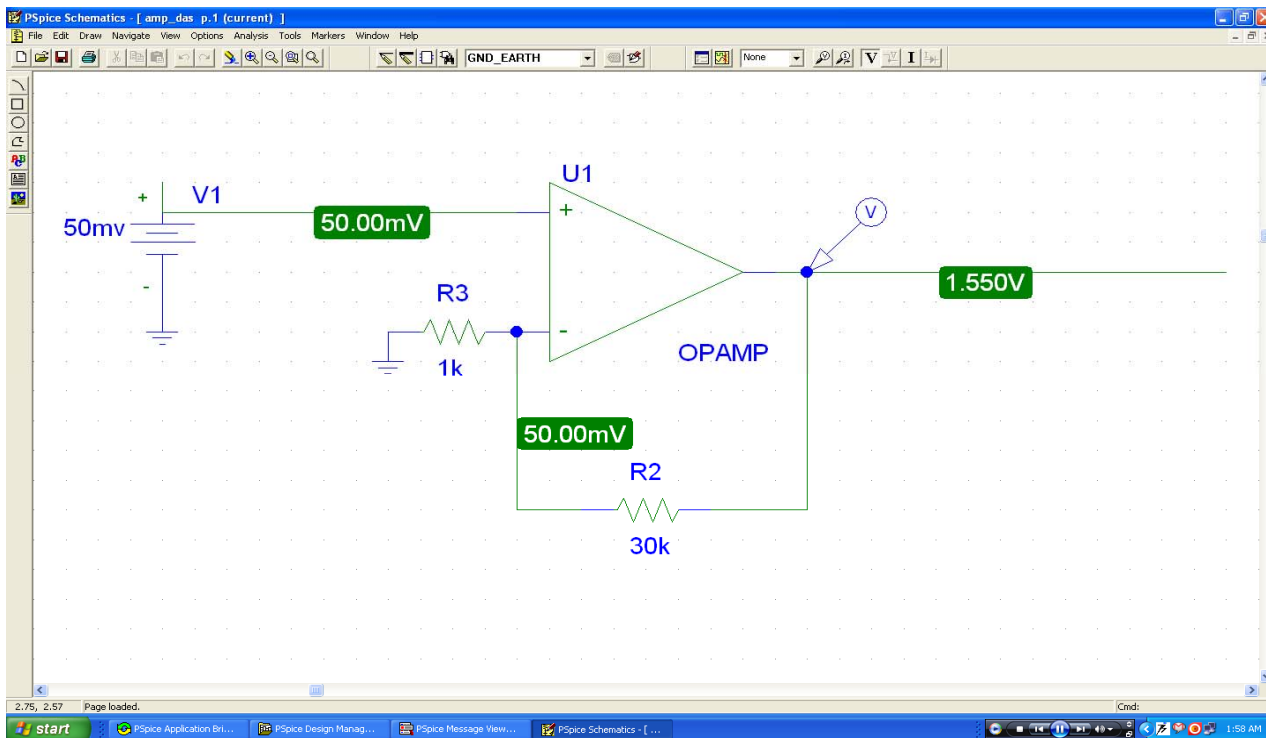 PSpice Schematics - [ amp_das p.1 (current) ]
File Edit Draw Navigate View Options Analysis Tools Markers Window Help
GND_EARTH
None
V
I
U1
+
V1
+
V
50.00mV
50mv
1.550V
-
R3
-
OPAMP
1k
50.00mV
R2
30k
2.75, 2.57 Page loaded.
Cmd:
start
PSpice Application Bri...
PSpice Design Manag...
PSpice Message View...
PSpice Schematics - [ ...
1:58 AM